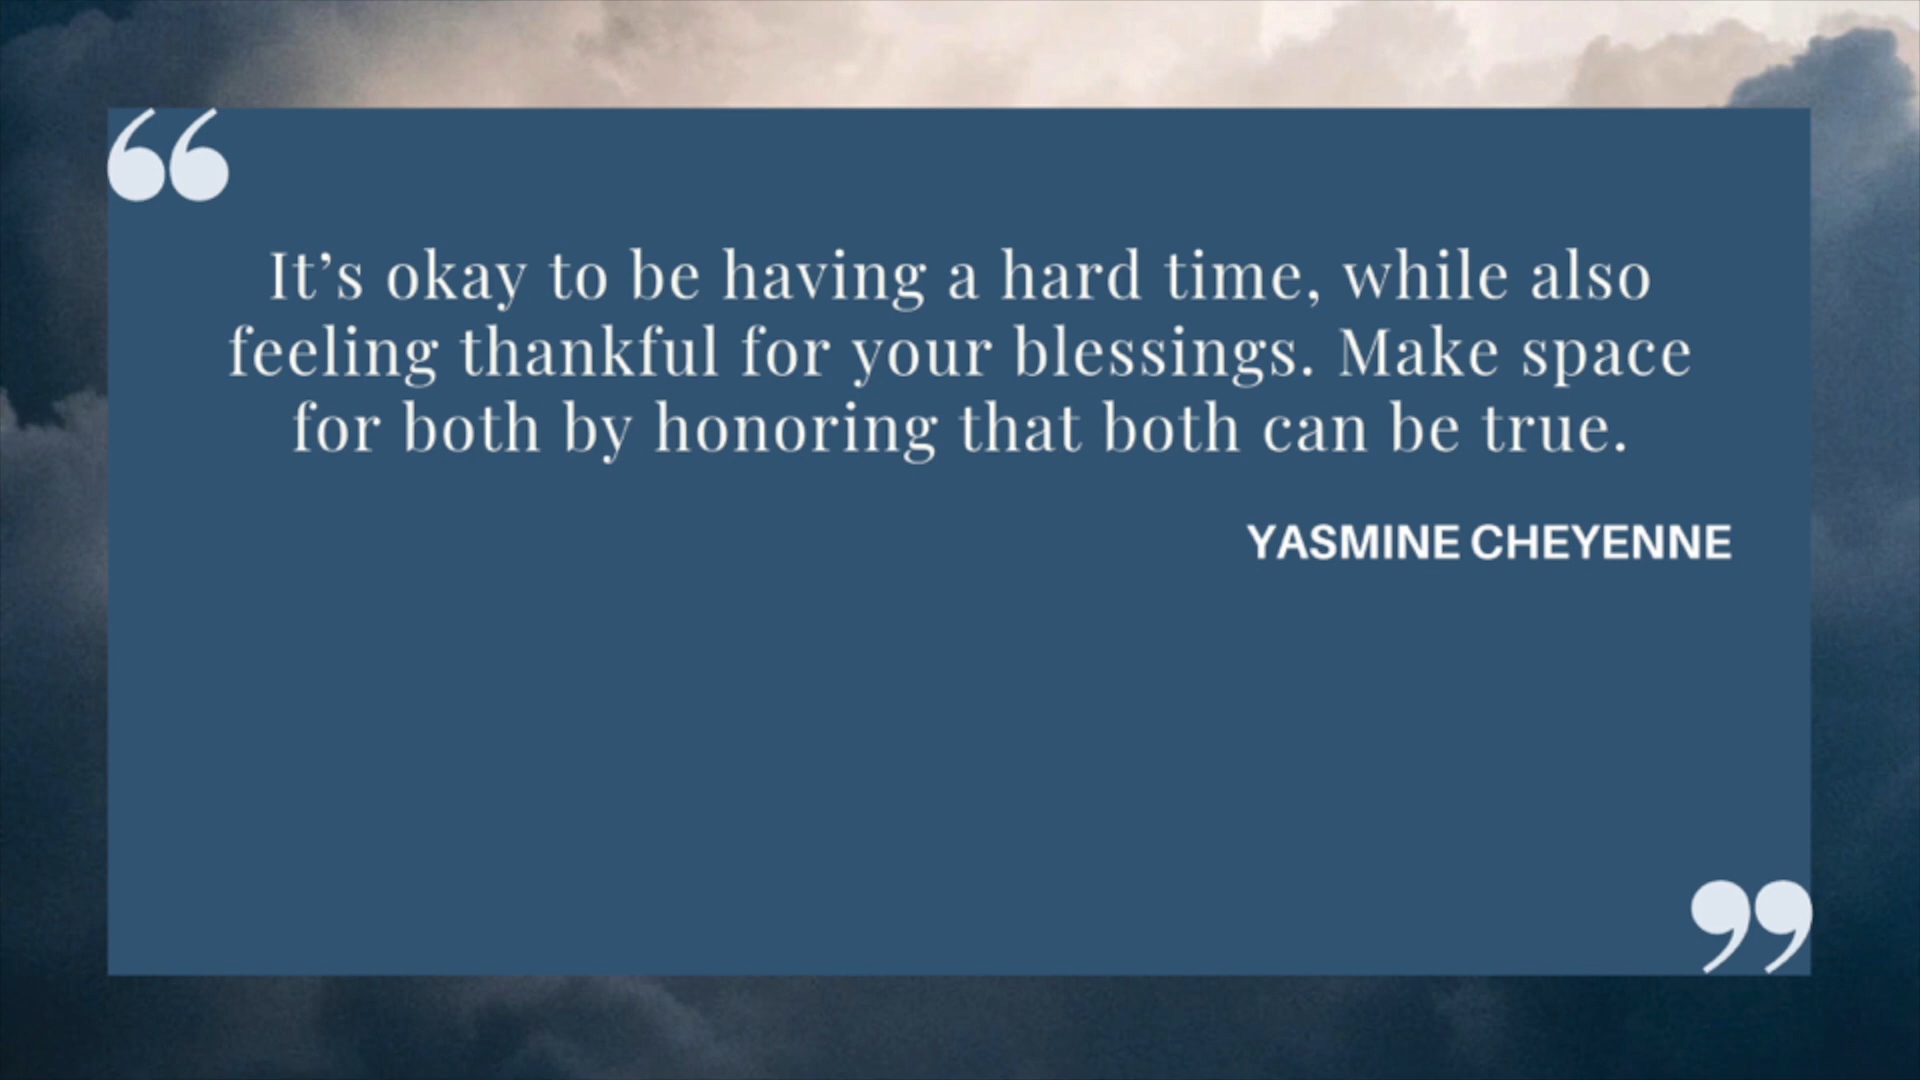 “
It’s okay to be having a hard time, while also
feeling thankful for your blessings. Make space
for both by honoring that both can be true.
YASMINE CHEYENNE
”